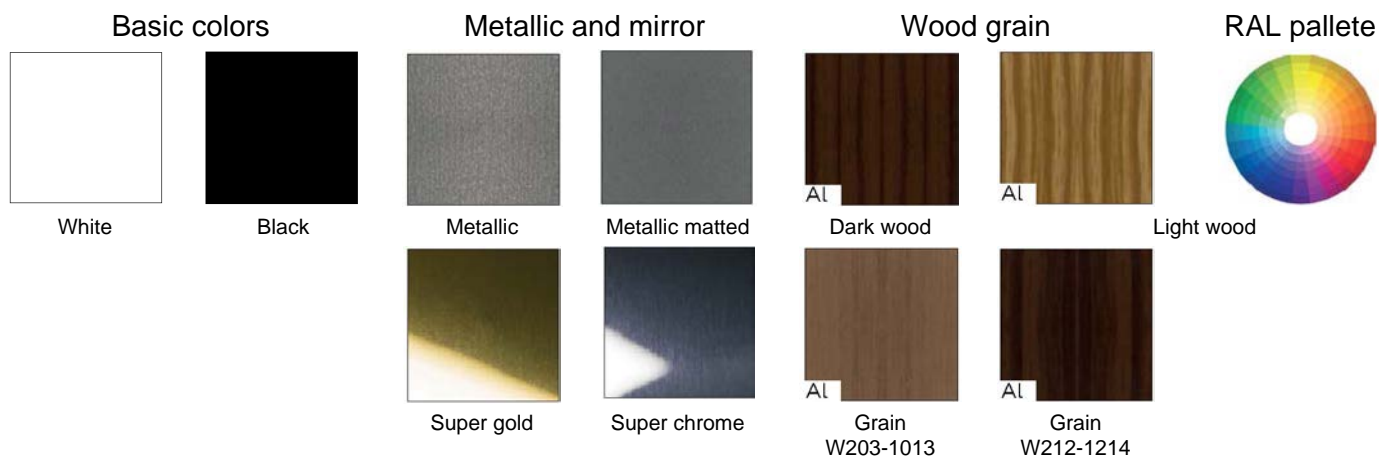 Basic colors
Metallic and mirror
Wood grain
RAL pallete
Al
Al
White
Black
Metallic
Metallic matted
Dark wood
Light wood
Al
Al
Super gold
Super chrome
Grain
W203-1013
Grain
W212-1214